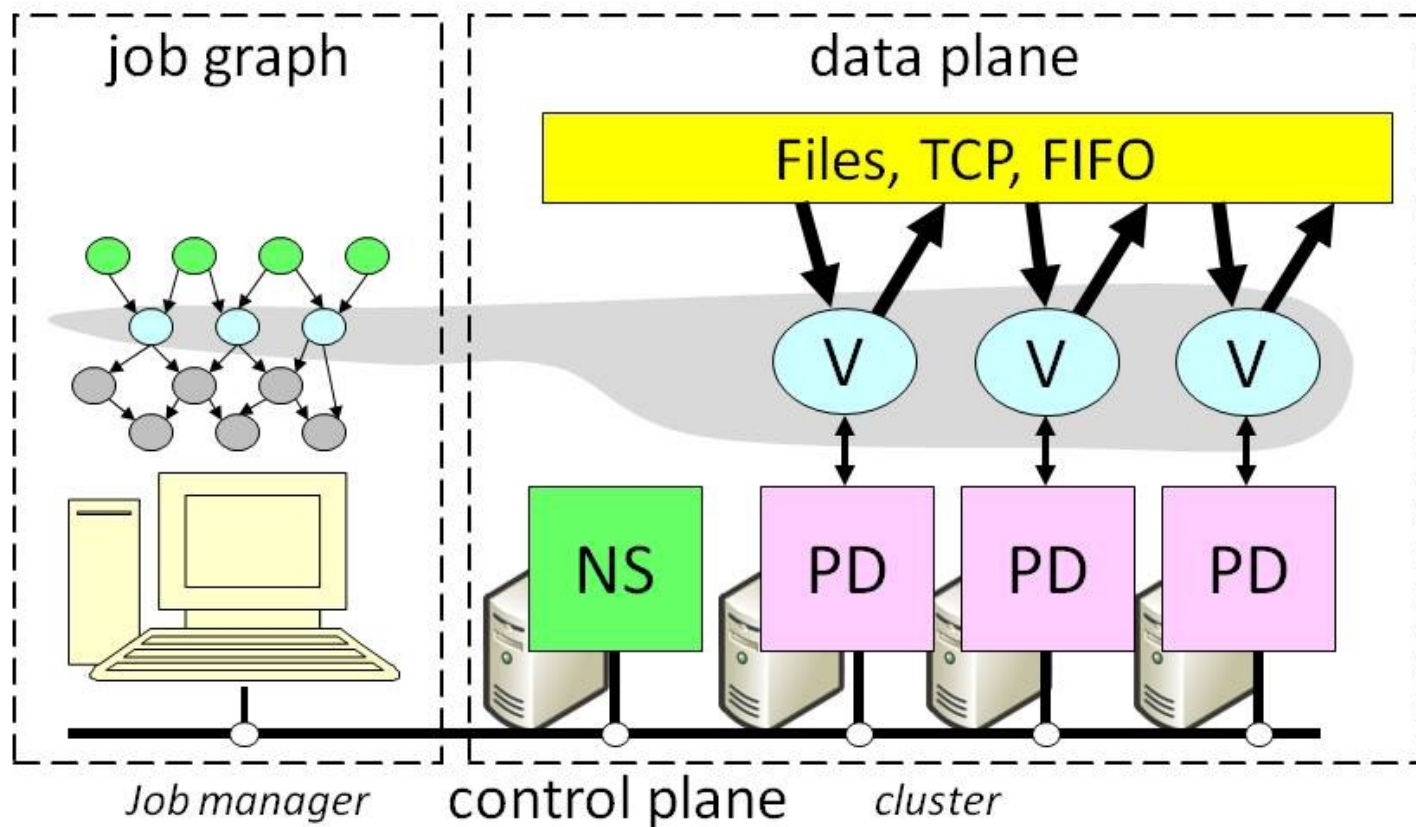 job graph
data plane
Files, TCP, FIFO
V V V
NS PD PD PD
Job manager control plane cluster